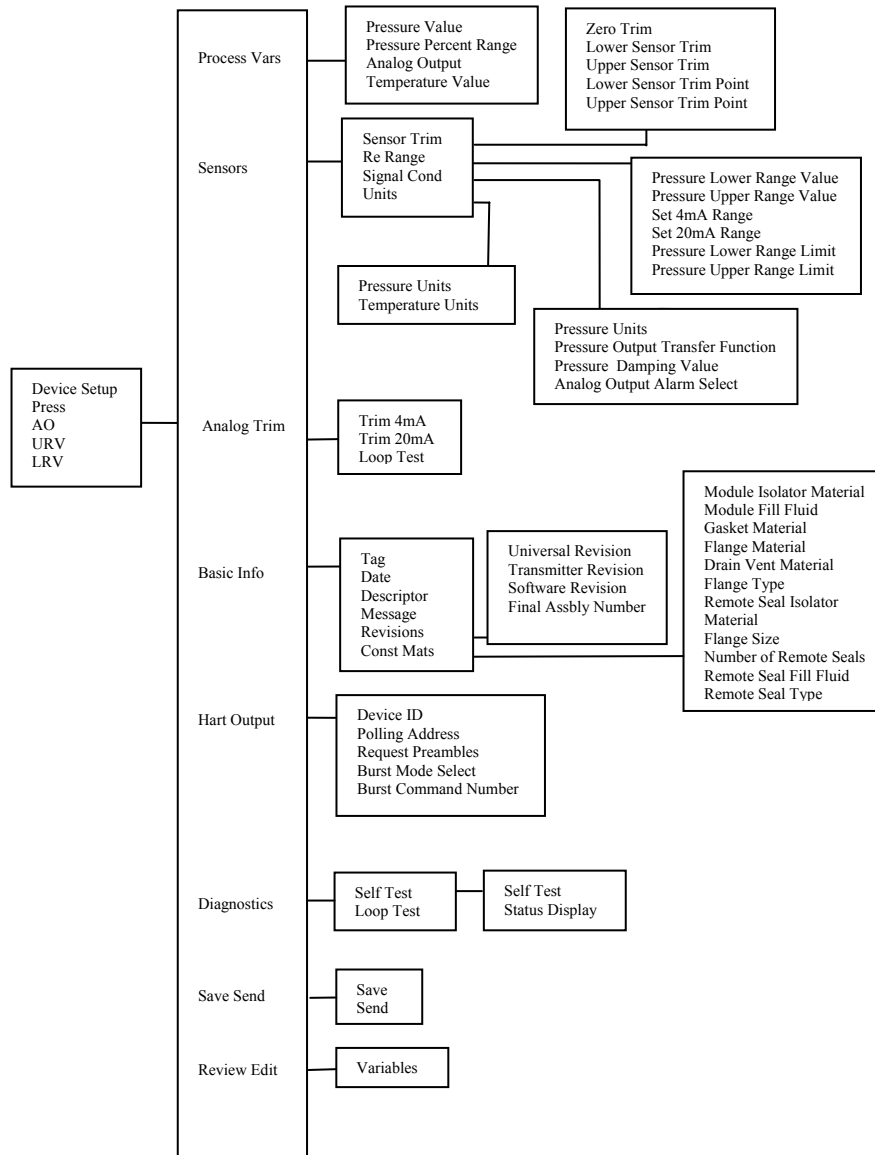 Process Vars
Pressure Value
Pressure Percent Range
Analog Output
Temperature Value
Zero Trim
Lower Sensor Trim
Upper Sensor Trim
Lower Sensor Trim Point
Upper Sensor Trim Point
Sensors
Sensor Trim
Re Range
Signal Cond
Units
Pressure Lower Range Value
Pressure Upper Range Value
Set 4mA Range
Set 20mA Range
Pressure Lower Range Limit
Pressure Upper Range Limit
Pressure Units
Temperature Units
Pressure Units
Pressure Output Transfer Function
Pressure Damping Value
Analog Output Alarm Select
Device Setup
Press
AO
URV
LRV
Analog Trim
Trim 4mA
Trim 20mA
Loop Test
Basic Info
Tag
Date
Descriptor
Message
Revisions
Const Mats
Universal Revision
Transmitter Revision
Software Revision
Final Assbly Number
Module Isolator Material
Module Fill Fluid
Gasket Material
Flange Material
Drain Vent Material
Flange Type
Remote Seal Isolator
Material
Flange Size
Number of Remote Seals
Remote Seal Fill Fluid
Remote Seal Type
Hart Output
Device ID
Polling Address
Request Preambles
Burst Mode Select
Burst Command Number
Diagnostics
Self Test
Loop Test
Self Test
Status Display
Save Send
Save
Send
Review Edit
Variables